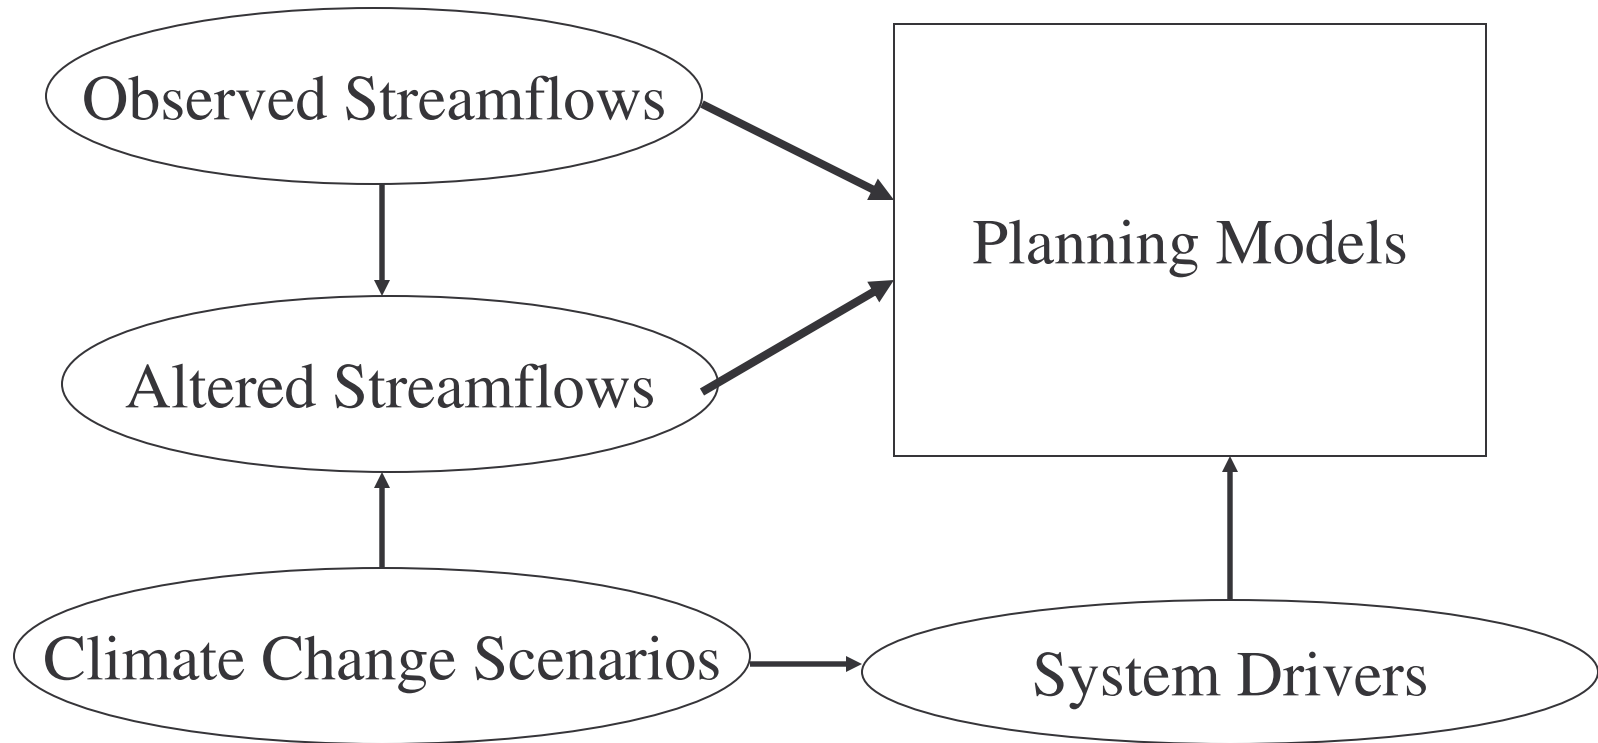 Observed Streamflows
Planning Models
Altered Streamflows
Climate Change Scenarios
System Drivers